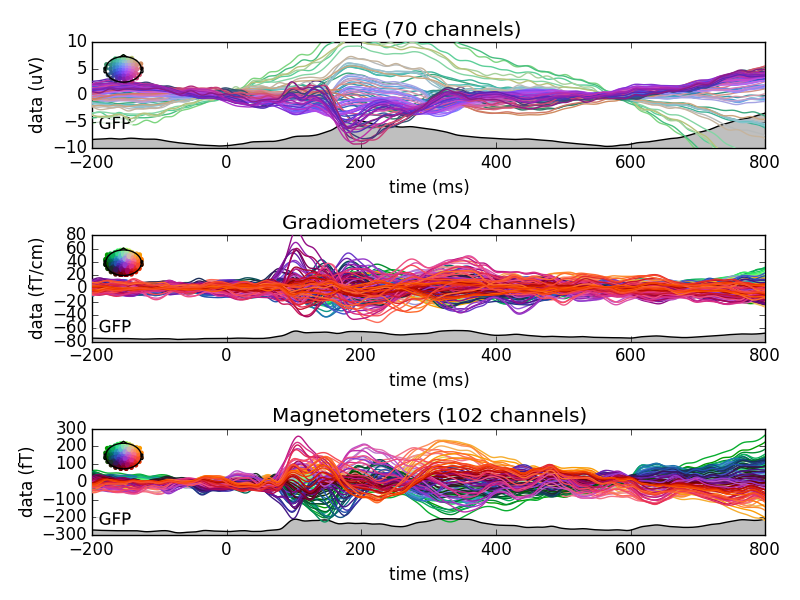 EEG (70 channels)
10
5
0
−5
−10
data (uV)
GFP
−200 0 200 400 600 800
time (ms)
Gradiometers (204 channels)
80
60
40
20
0
−20
−40
−60
−80
data (fT/cm)
GFP
−200 0 200 400 600 800
time (ms)
Magnetometers (102 channels)
300
200
100
0
−100
−200
−300
data (fT)
GFP
−200 0 200 400 600 800
time (ms)